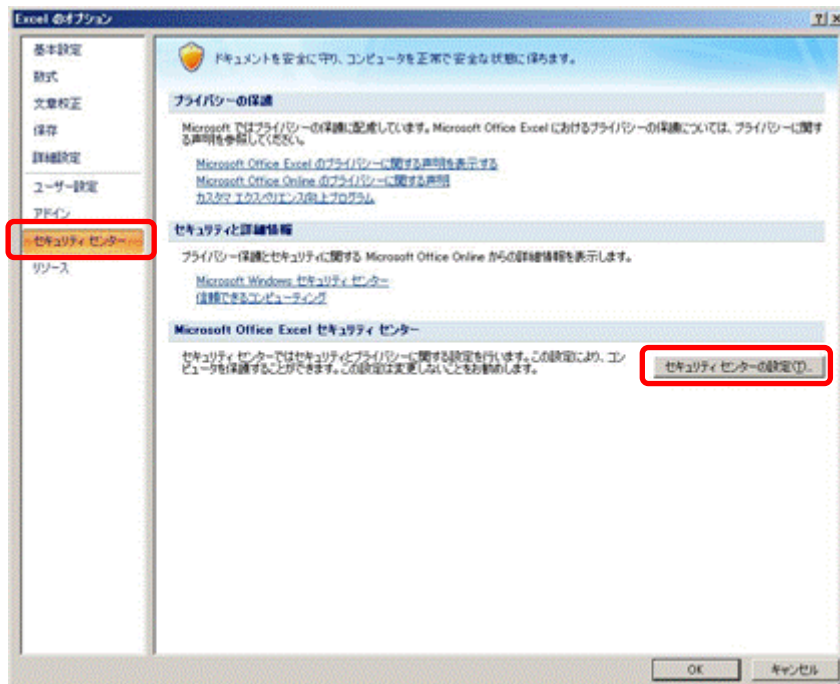 Excel のオプション
基本設定
数式
文章校正
保存
詳細設定
ユーザー設定
アドイン
セキュリティ センター
リソース
ドキュメントを安全に守り、コンピュータを正常で安全な状態に保ちます。
プライバシーの保護
Microsoft ではプライバシーの保護に配慮しています。Microsoft Office Excel におけるプライバシーの保護については、プライバシーに関す
る声明を参照してください。
Microsoft Office Excel のプライバシーに関する声明を表示する
Microsoft Office Online のプライバシーに関する声明
カスタマ エクスペリエンス向上プログラム
セキュリティと詳細情報
プライバシー保護とセキュリティに関する Microsoft Office Online からの詳細情報を表示します。
Microsoft Windows セキュリティ センター
信頼できるコンピューティング
Microsoft Office Excel セキュリティ センター
セキュリティ センターではセキュリティとプライバシーに関する設定を行います。この設定により、コン
ピュータを保護することができます。この設定は変更しないことをお勧めします。
セキュリティ センターの設定(T)...
OK
キャンセル